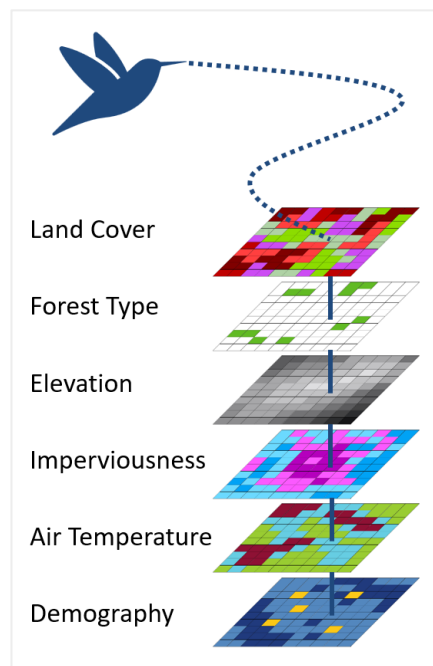 Land Cover
Forest Type
Elevation
Imperviousness
Air Temperature
Demography